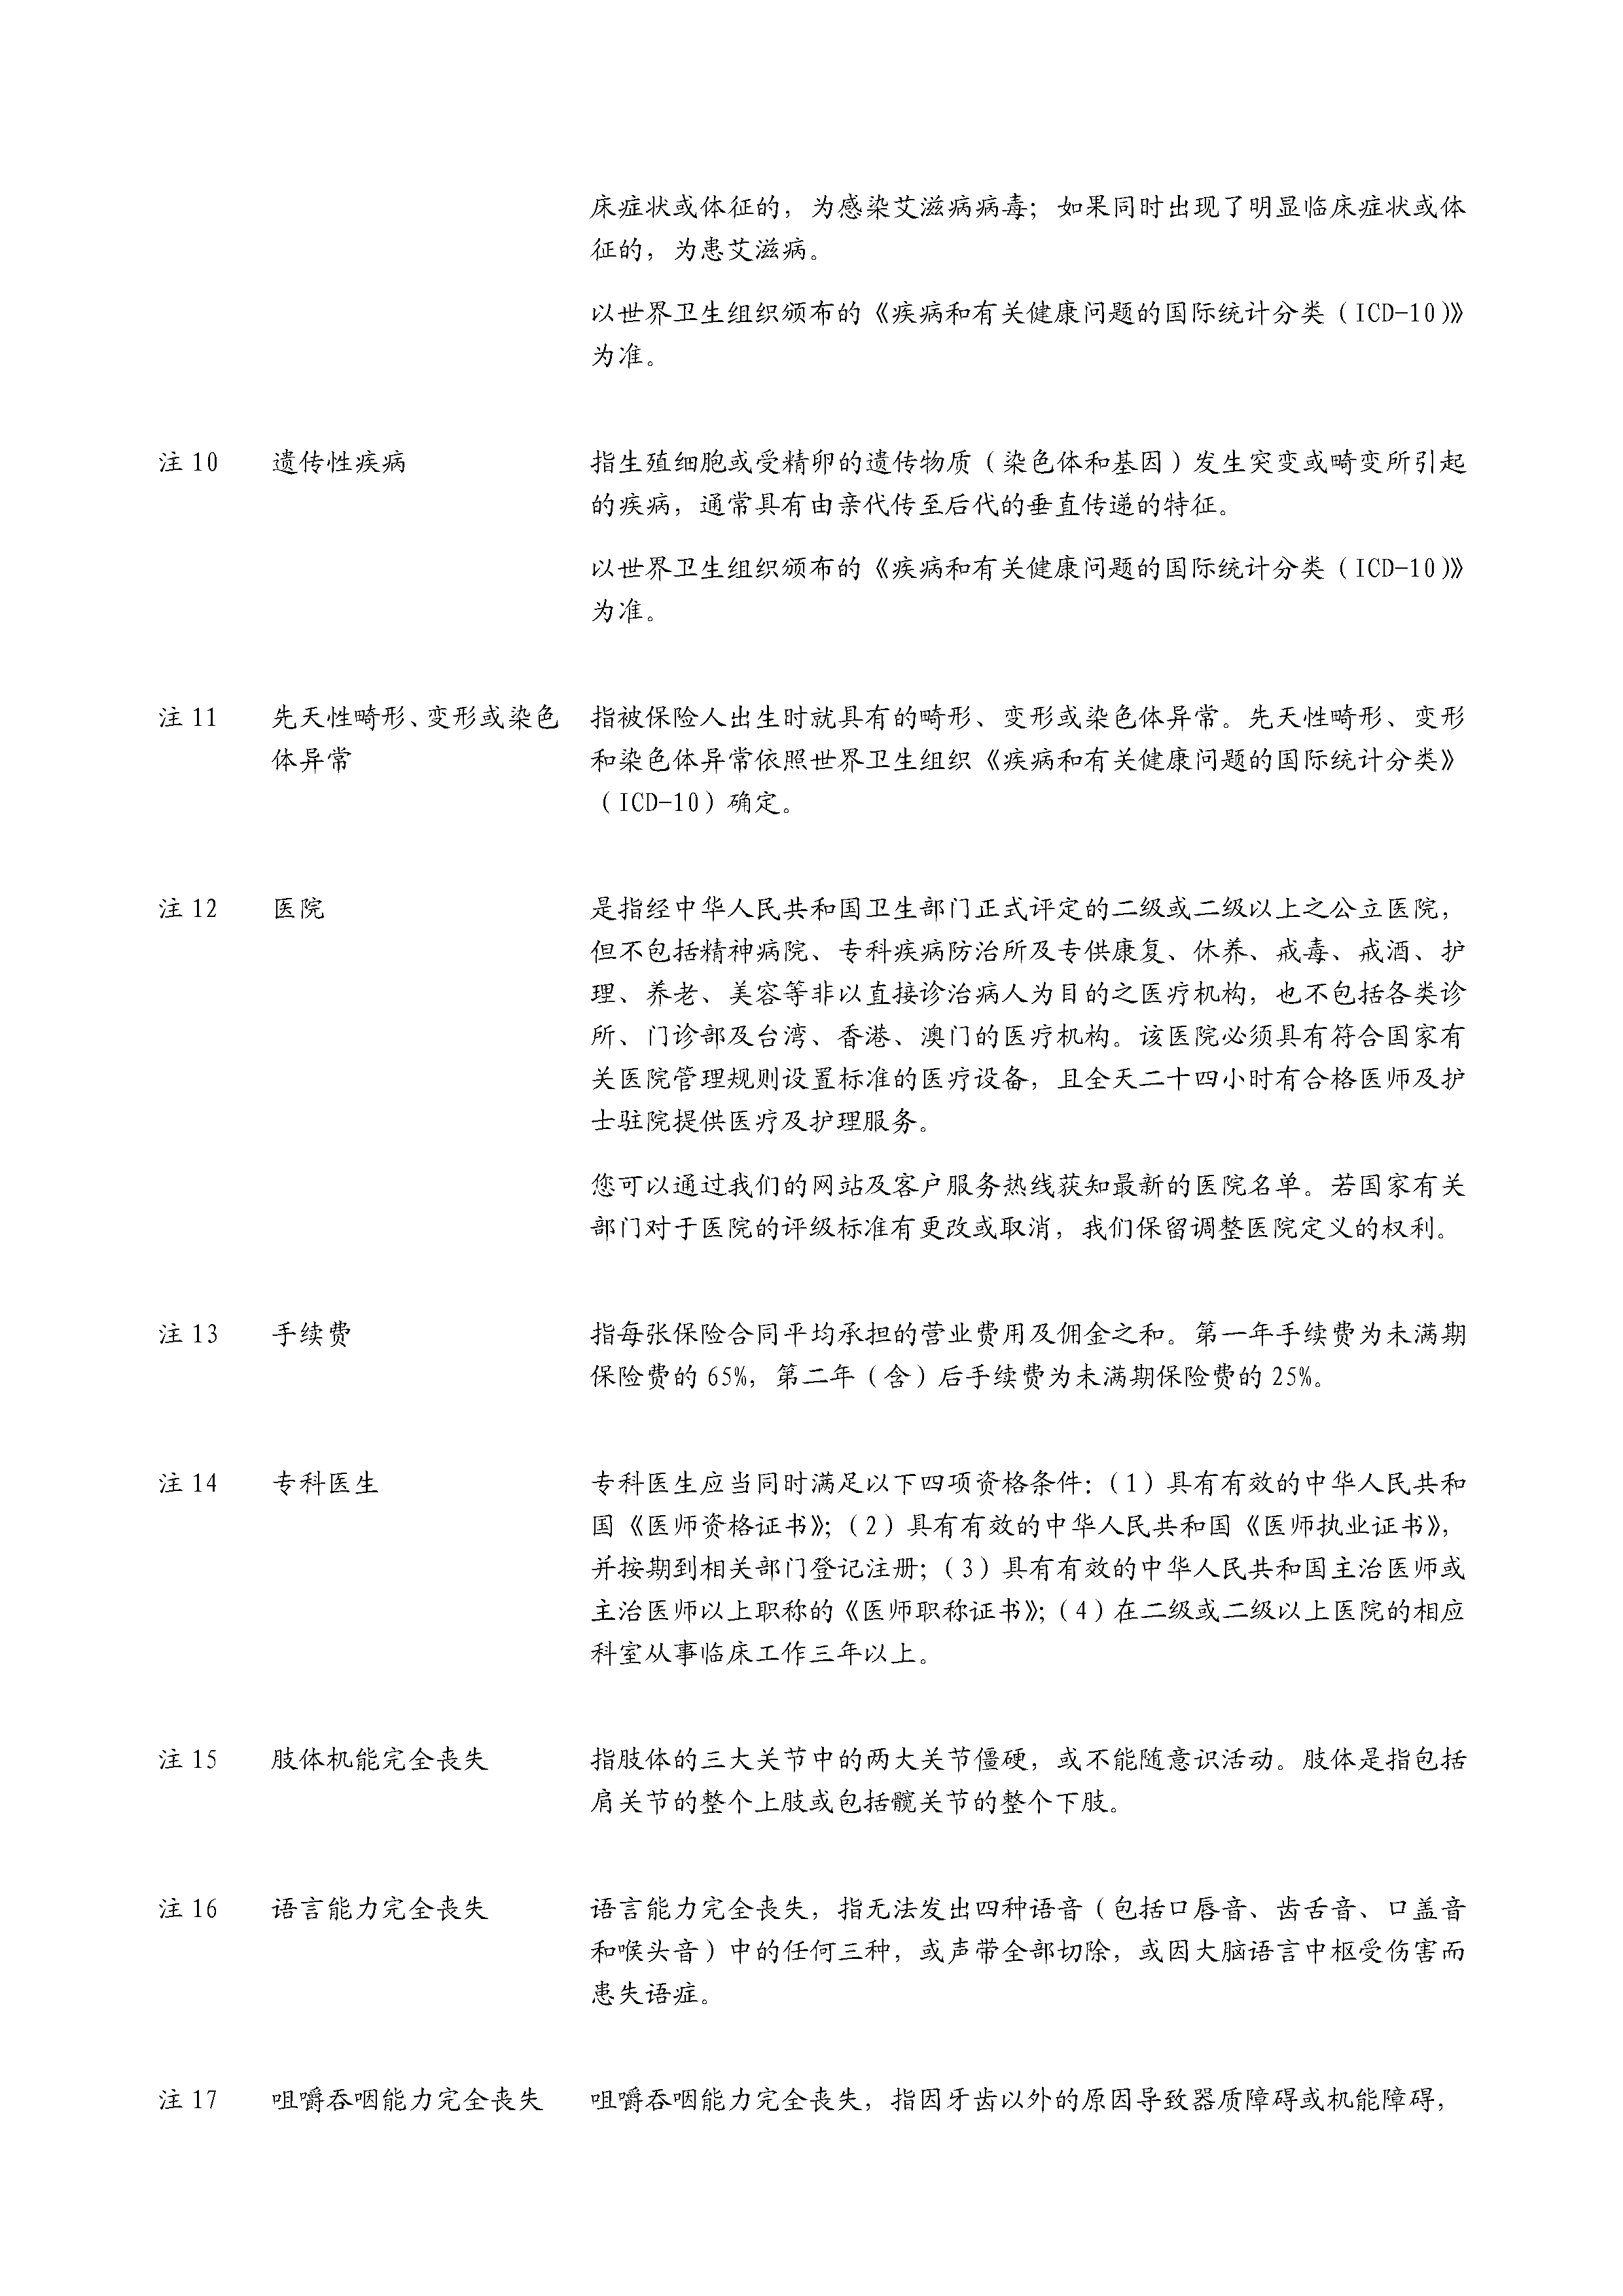 床症状或体征的，为感染艾滋病病毒；如果同时出现了明显临床症状或体
征的，为患艾滋病。
以世界卫生组织颁布的《疾病和有关健康问题的国际统计分类（ICD-10）》
为准。
注 10 遗传性疾病 指生殖细胞或受精卵的遗传物质（染色体和基因）发生突变或畸变所引起
的疾病，通常具有由亲代传至后代的垂直传递的特征。
以世界卫生组织颁布的《疾病和有关健康问题的国际统计分类（ICD-10）》
为准。
注 11 先天性畸形、变形或染色 指被保险人出生时就具有的畸形、变形或染色体异常。先天性畸形、变形
体异常 和染色体异常依照世界卫生组织《疾病和有关健康问题的国际统计分类》
（ICD-10）确定。
注 12 医院 是指经中华人民共和国卫生部门正式评定的二级或二级以上之公立医院，
但不包括精神病院、专科疾病防治所及专供康复、休养、戒毒、戒酒、护
理、养老、美容等非以直接诊治病人为目的之医疗机构，也不包括各类诊
所、门诊部及台湾、香港、澳门的医疗机构。该医院必须具有符合国家有
关医院管理规则设置标准的医疗设备，且全天二十四小时有合格医师及护
士驻院提供医疗及护理服务。
您可以通过我们的网站及客户服务热线获知最新的医院名单。若国家有关
部门对于医院的评级标准有更改或取消，我们保留调整医院定义的权利。
注 13 手续费 指每张保险合同平均承担的营业费用及佣金之和。第一年手续费为未满期
保险费的 65%，第二年（含）后手续费为未满期保险费的 25%。
注 14 专科医生 专科医生应当同时满足以下四项资格条件：（1）具有有效的中华人民共和
国《医师资格证书》；（2）具有有效的中华人民共和国《医师执业证书》，
并按期到相关部门登记注册；（3）具有有效的中华人民共和国主治医师或
主治医师以上职称的《医师职称证书》；（4）在二级或二级以上医院的相应
科室从事临床工作三年以上。
注 15 肢体机能完全丧失 指肢体的三大关节中的两大关节僵硬，或不能随意识活动。肢体是指包括
肩关节的整个上肢或包括髋关节的整个下肢。
注 16 语言能力完全丧失 语言能力完全丧失，指无法发出四种语音（包括口唇音、齿舌音、口盖音
和喉头音）中的任何三种，或声带全部切除，或因大脑语言中枢受伤害而
患失语症。
注 17 咀嚼吞咽能力完全丧失 咀嚼吞咽能力完全丧失，指因牙齿以外的原因导致器质障碍或机能障碍，